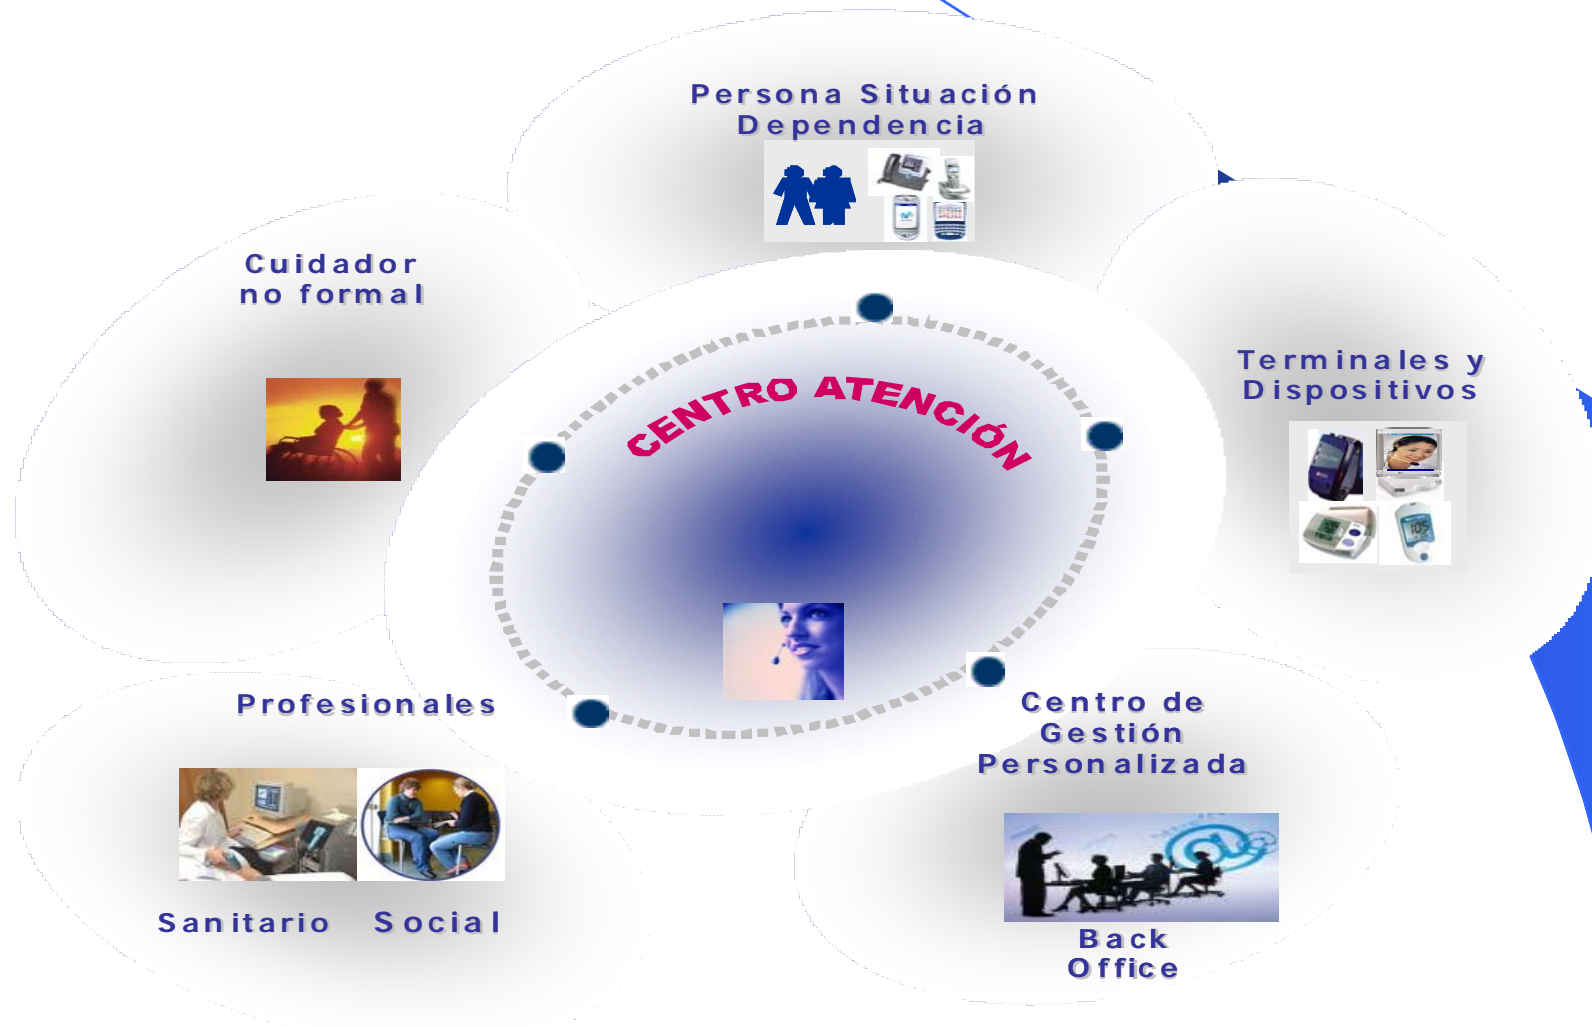 Persona Situación
Dependencia
Cuidador
no formal
Terminales y
Dispositivos
CENTRO ATENCIÓN
105
Profesionales
Centro de
Gestión
Personalizada
Sanitario Social
Back
Office